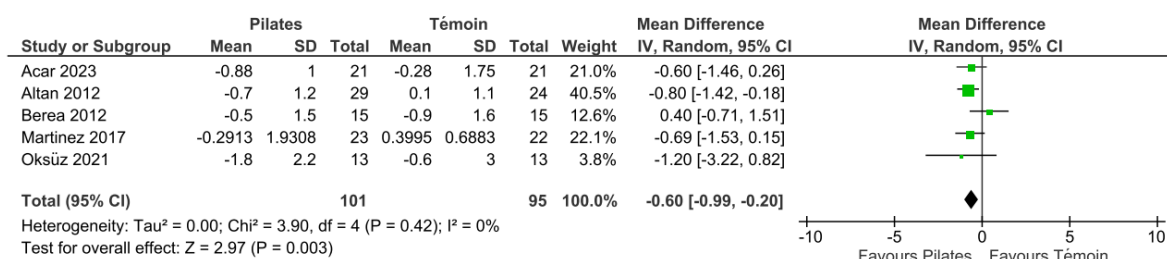 Pilates Témoin Mean Difference Mean Difference
Study or Subgroup Mean SD Total Mean SD Total Weight IV, Random, 95% CI IV, Random, 95% CI
Acar 2023 -0.88 1 21 -0.28 1.75 21 21.0% -0.60 [-1.46, 0.26]
Altan 2012 -0.7 1.2 29 0.1 1.1 24 40.5% -0.80 [-1.42, -0.18]
Berea 2012 -0.5 1.5 15 -0.9 1.6 15 12.6% 0.40 [-0.71, 1.51]
Martinez 2017 -0.2913 1.9308 23 0.3995 0.6883 22 22.1% -0.69 [-1.53, 0.15]
Oksüz 2021 -1.8 2.2 13 -0.6 3 13 3.8% -1.20 [-3.22, 0.82]
Total (95% CI) 101 95 100.0% -0.60 [-0.99, -0.20]
Heterogeneity: Tau² = 0.00; Chi² = 3.90, df = 4 (P = 0.42); I² = 0%
Test for overall effect: Z = 2.97 (P = 0.003)
-10 -5 0 5 10
Favours Pilates Favours Témoin